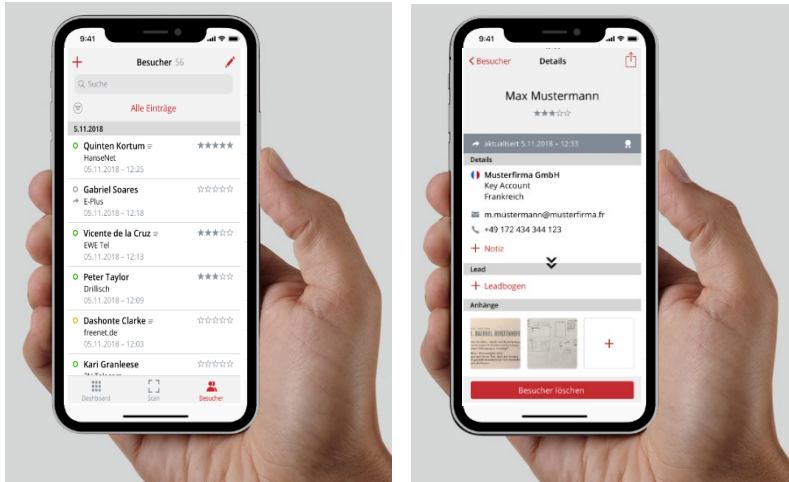 9:41
Besucher 56
Suche
Alle Einträge
5.11.2018
Quinten Kortum
HanseNet
05.11.2018 – 12:25
Gabriel Soares
E-Plus
05.11.2018 – 12:18
Vicente de la Cruz
EWE Tel
05.11.2018 – 12:13
Peter Taylor
Drillisch
05.11.2018 – 12:09
Dashonte Clarke
freenet.de
05.11.2018 – 12:03
Kari Granleese
Dashboard
Scan
Besucher
9:41
Besucher
Details
Max Mustermann
aktualisert 5.11.2018 – 12:33
Details
Musterfirma GmbH
Key Account
Frankreich
m.mustermann@musterfirma.fr
+49 172 434 344 123
+ Notiz
Lead
+ Leadbogen
Anhänge
Besucher löschen